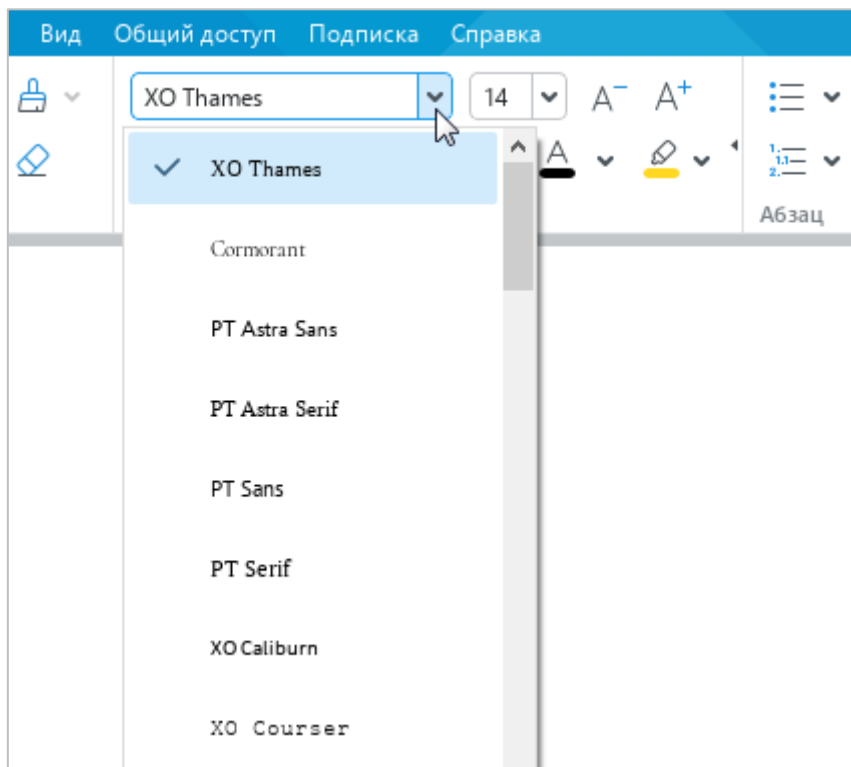 Вид Общий доступ Подписка Справка
XO Thames 14 A− A+
XO Thames A
Cormorant
Абзац
PT Astra Sans
PT Astra Serif
PT Sans
PT Serif
XO Caliburn
XO Courser